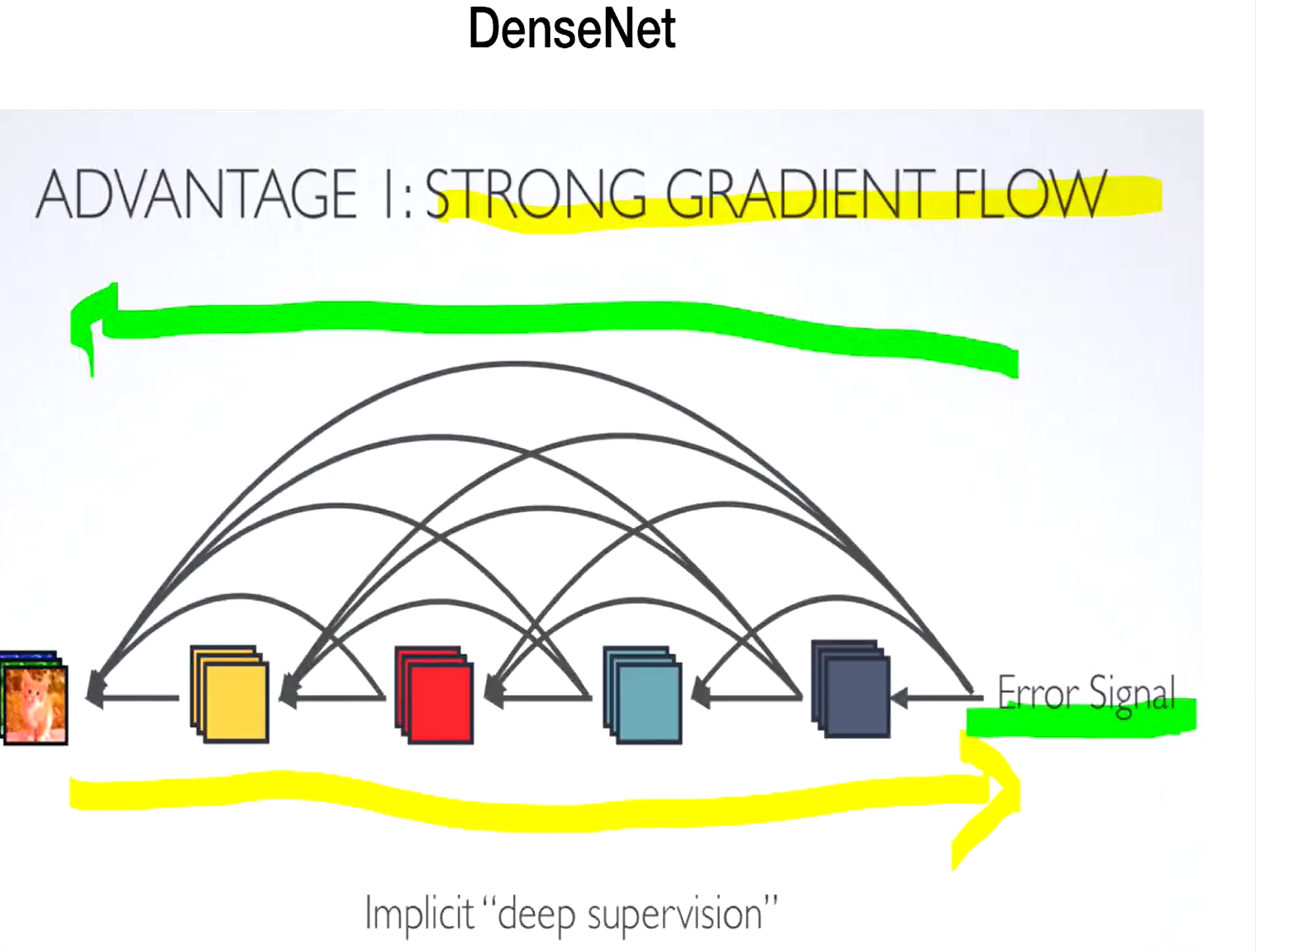 DenseNet
ADVANTAGE 1: STRONG GRADIENT FLOW
Error Signal
Implicit “deep supervision”